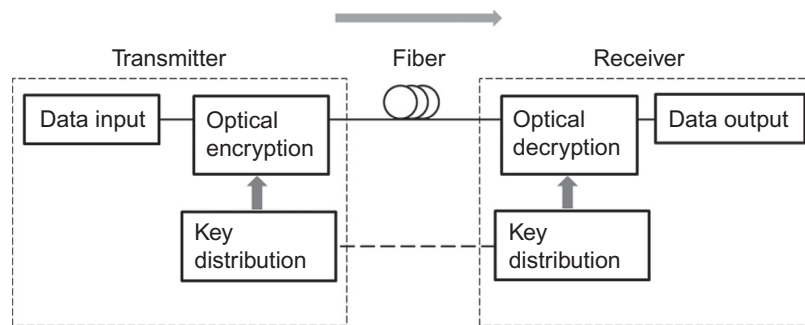 Transmitter
Fiber
Receiver
Data input
Optical
encryption
Optical
decryption
Data output
Key
distribution
Key
distribution